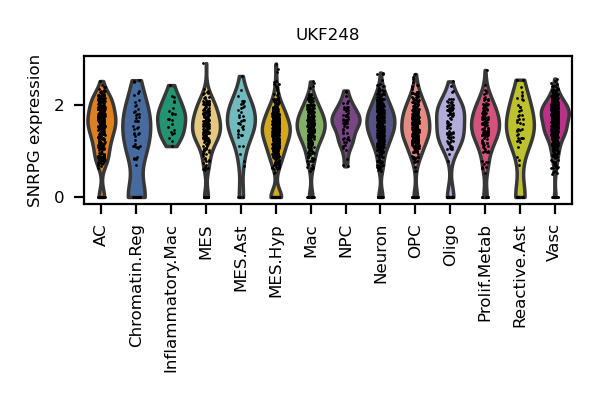 UKF248
SNRPG expression
2
0
AC
Chromatin.Reg
Inflammatory.Mac
MES
MES.Ast
MES.Hyp
Mac
NPC
Neuron
OPC
Oligo
Prolif.Metab
Reactive.Ast
Vasc